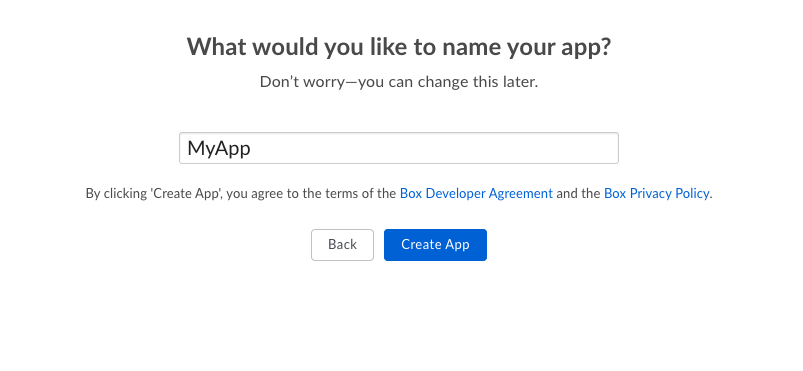 What would you like to name your app?
Don’t worry—you can change this later.
MyApp
By clicking 'Create App', you agree to the terms of the Box Developer Agreement and the Box Privacy Policy.
Back
Create App